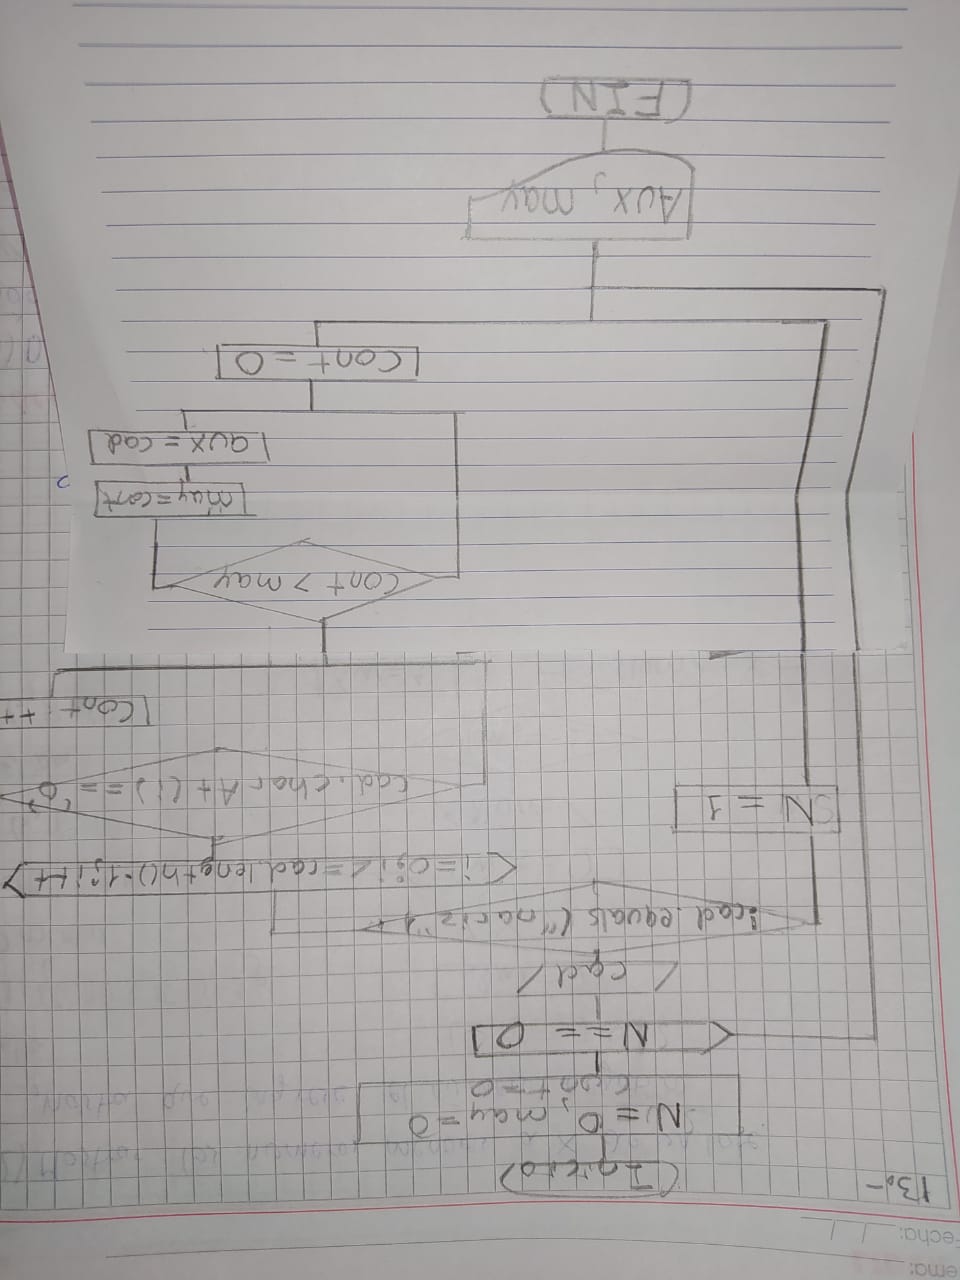 ema:
echa: / /
13.-
(Inicio)
N = 0, may = 0
cont = 0
N == 0
cad
!cad.equals("nariz")
i=0; i<=cad.length()-1; i++
N = 1
cad.charAt(i) == 'o'
Cont ++
Cont > may
may = cont
aux = cad
Cont = 0
Aux, may
(FIN)